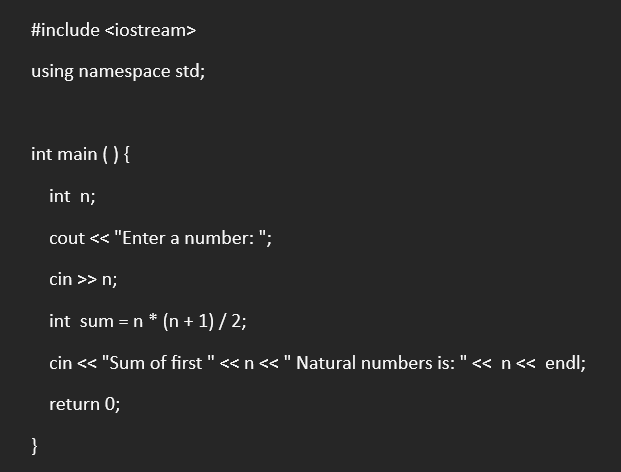 #include <iostream>
using namespace std;
int main ( ) {
int  n;
cout << "Enter a number: ";
cin >> n;
int  sum = n * (n + 1) / 2;
cin << "Sum of first " << n << " Natural numbers is: " <<  n <<  endl;
return 0;
}